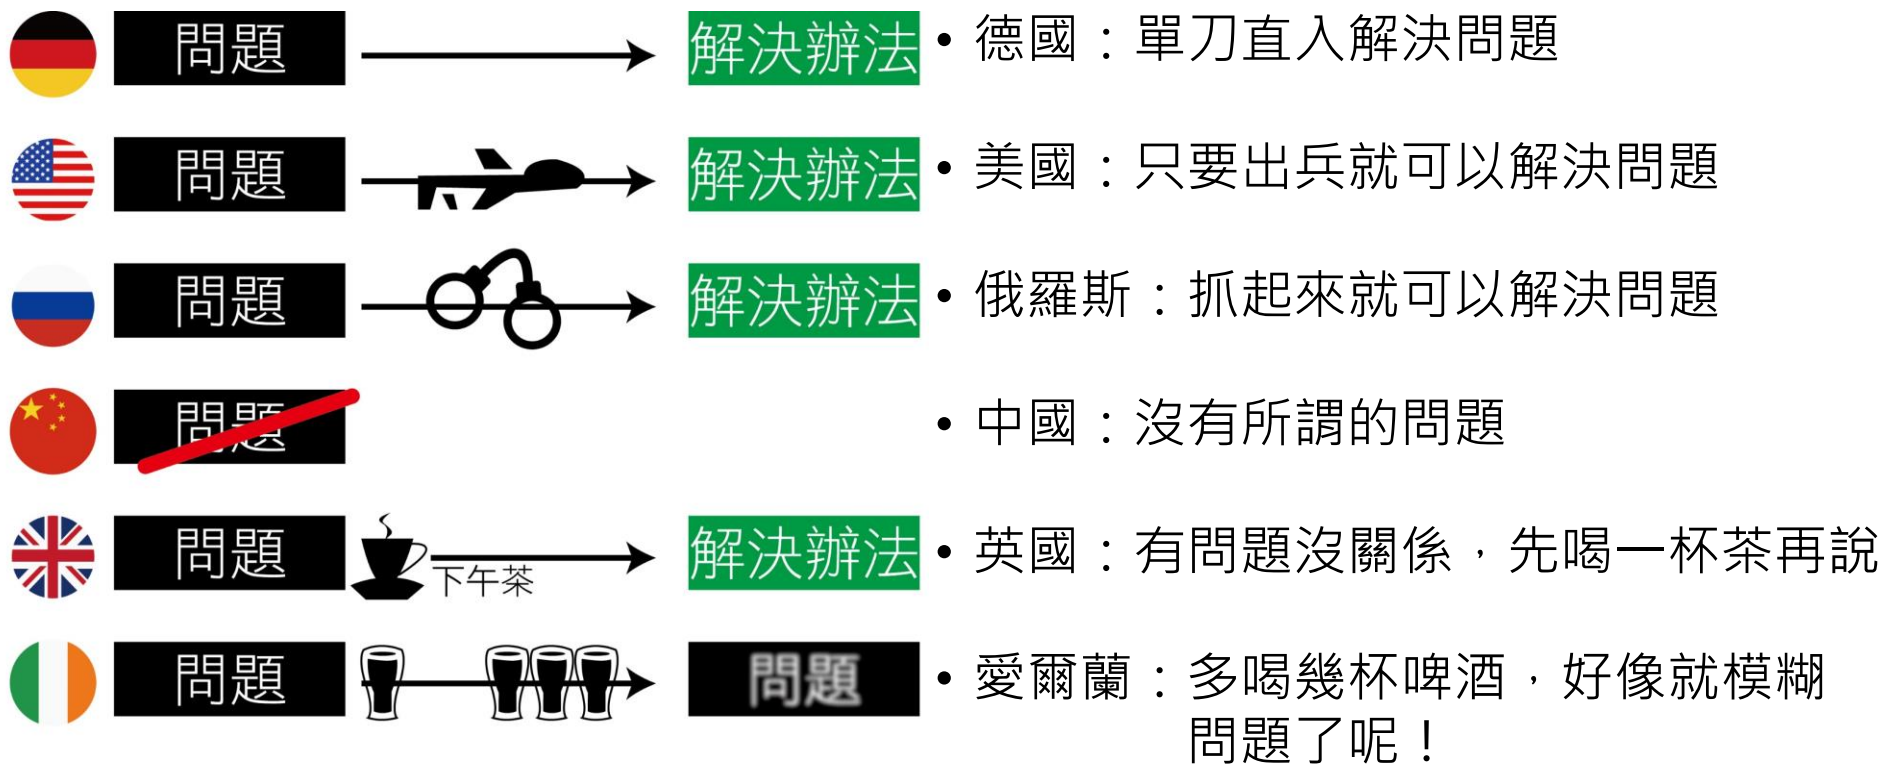 問題 解決辦法 • 德國：單刀直入解決問題
問題 解決辦法 • 美國：只要出兵就可以解決問題
問題 解決辦法 • 俄羅斯：抓起來就可以解決問題
問題 • 中國：沒有所謂的問題
問題 下午茶 解決辦法 • 英國：有問題沒關係，先喝一杯茶再說
問題 問題 • 愛爾蘭：多喝幾杯啤酒，好像就模糊
問題了呢！